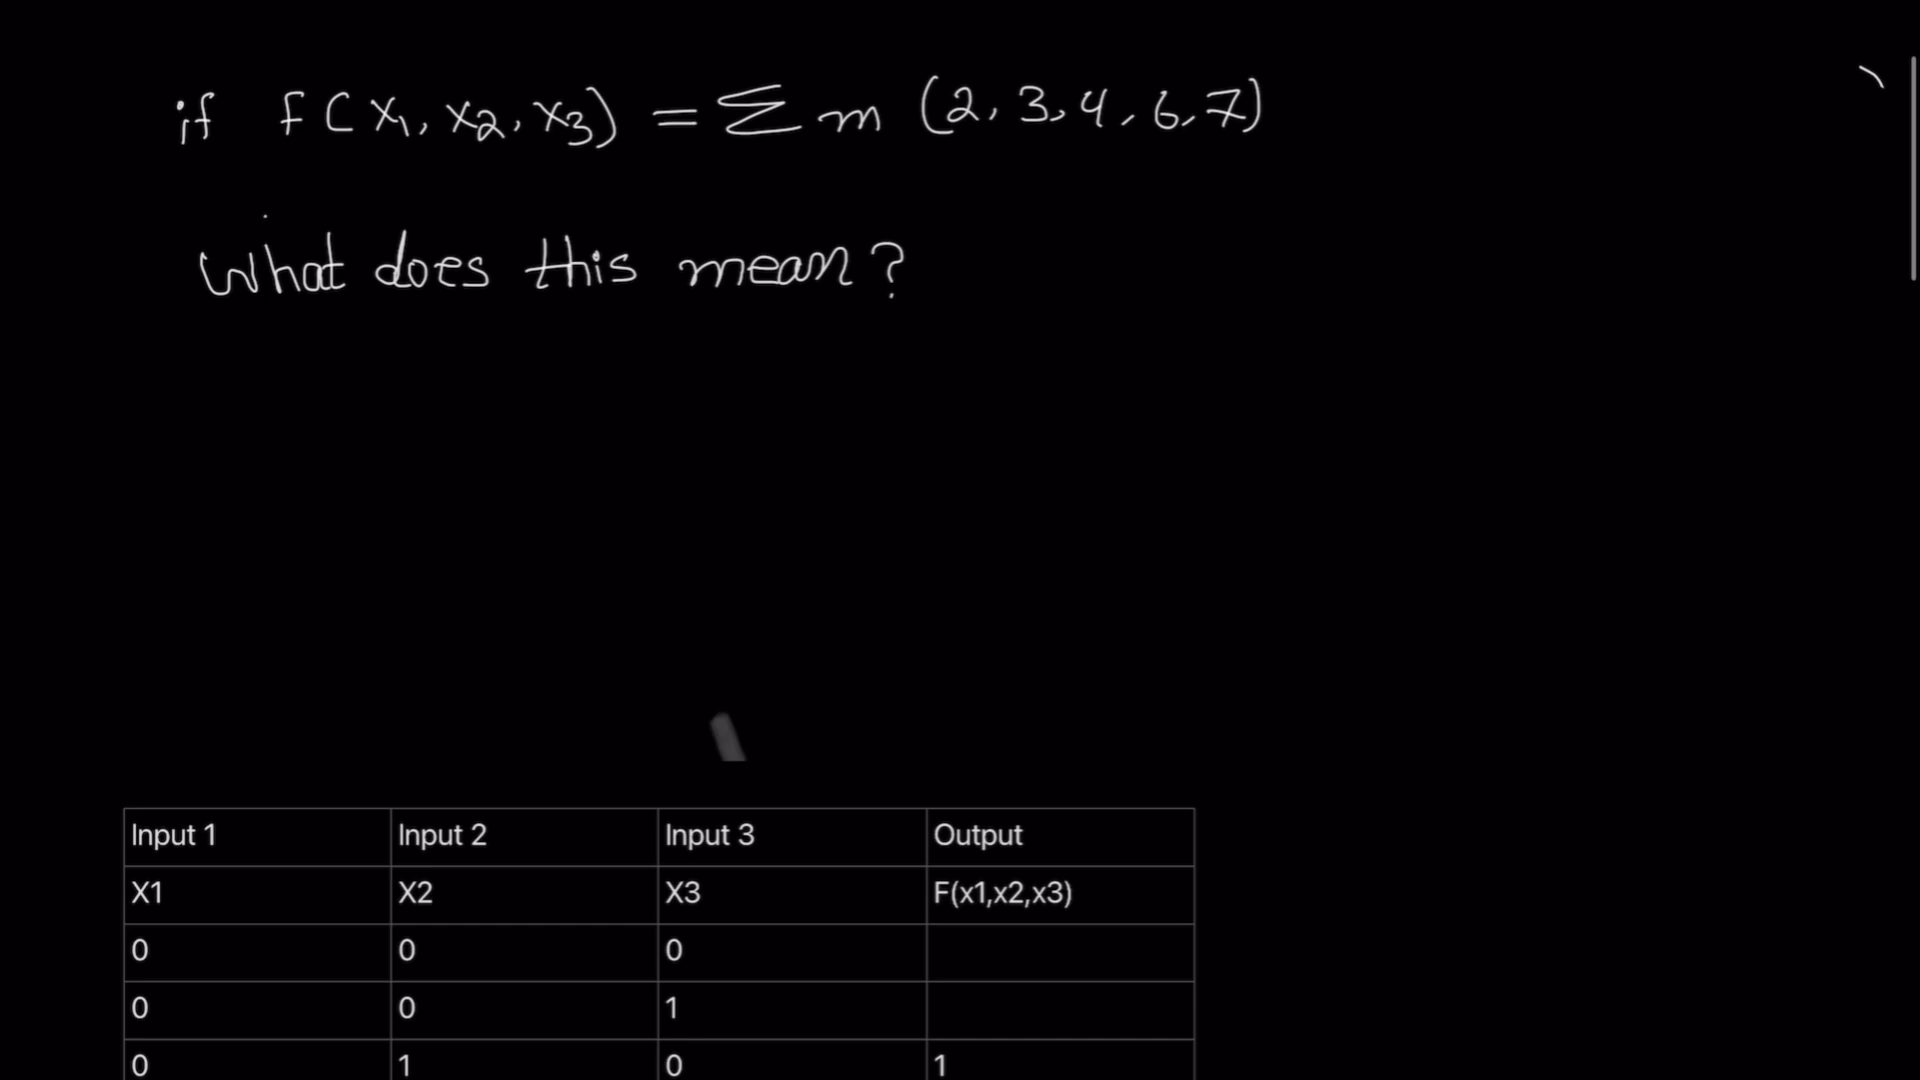 if f(x₁, x₂, x₃) = Σ m (2, 3, 4, 6, 7)
What does this mean?
Input 1 Input 2 Input 3 Output
X1 X2 X3 F(x1,x2,x3)
0 0 0
0 0 1
0 1 0 1